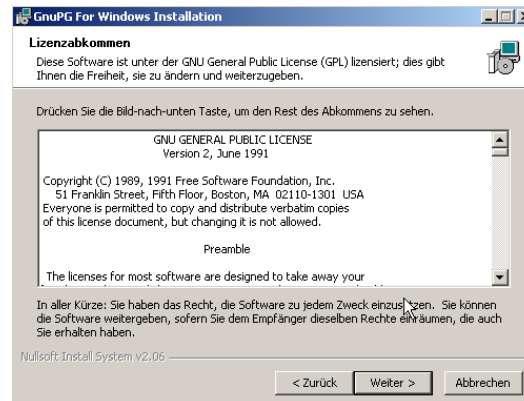 GnuPG For Windows Installation
Lizenzabkommen
Diese Software ist unter der GNU General Public License (GPL) lizensiert; dies gibt
Ihnen die Freiheit, sie zu ändern und weiterzugeben.
Drücken Sie die Bild-nach-unten Taste, um den Rest des Abkommens zu sehen.
GNU GENERAL PUBLIC LICENSE
Version 2, June 1991
Copyright (C) 1989, 1991 Free Software Foundation, Inc.
51 Franklin Street, Fifth Floor, Boston, MA 02110-1301 USA
Everyone is permitted to copy and distribute verbatim copies
of this license document, but changing it is not allowed.
Preamble
The licenses for most software are designed to take away your
In aller Kürze: Sie haben das Recht, die Software zu jedem Zweck einzusetzen. Sie können
die Software weitergeben, sofern Sie dem Empfänger dieselben Rechte einräumen, die auch
Sie erhalten haben.
Nullsoft Install System v2.06
< Zurück
Weiter >
Abbrechen